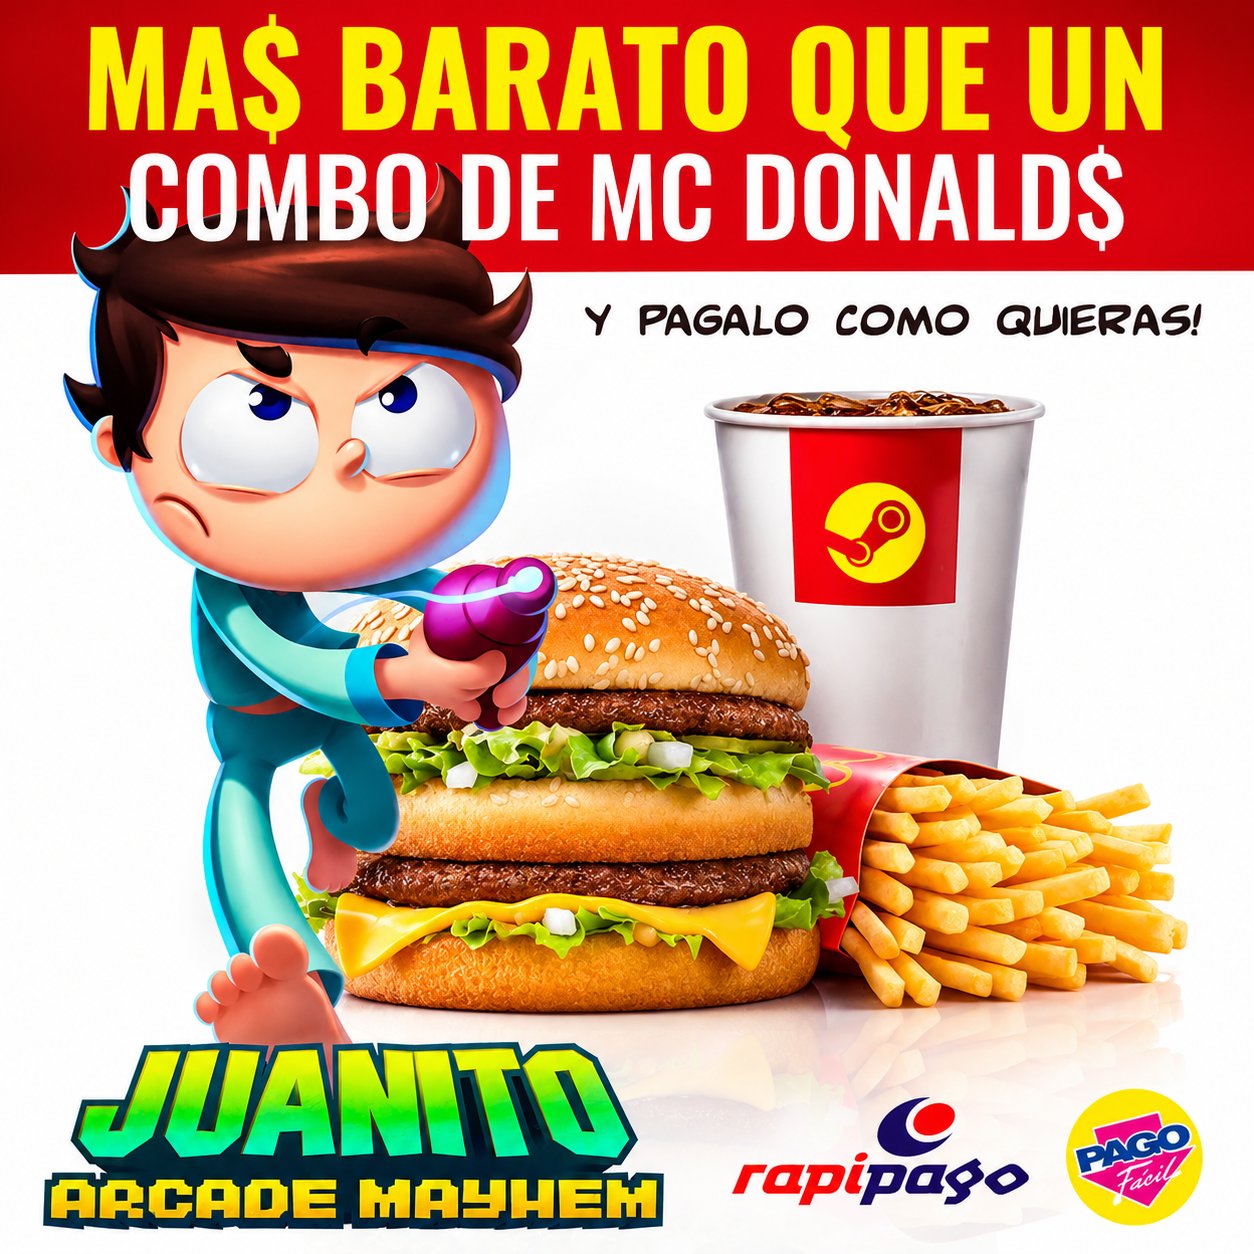 MA$ BARATO QUE UN
COMBO DE MC DONALD$
Y PAGALO COMO QUIERAS!
JUANITO
ARCADE MAYHEM
rapipago
PAGO
Fácil